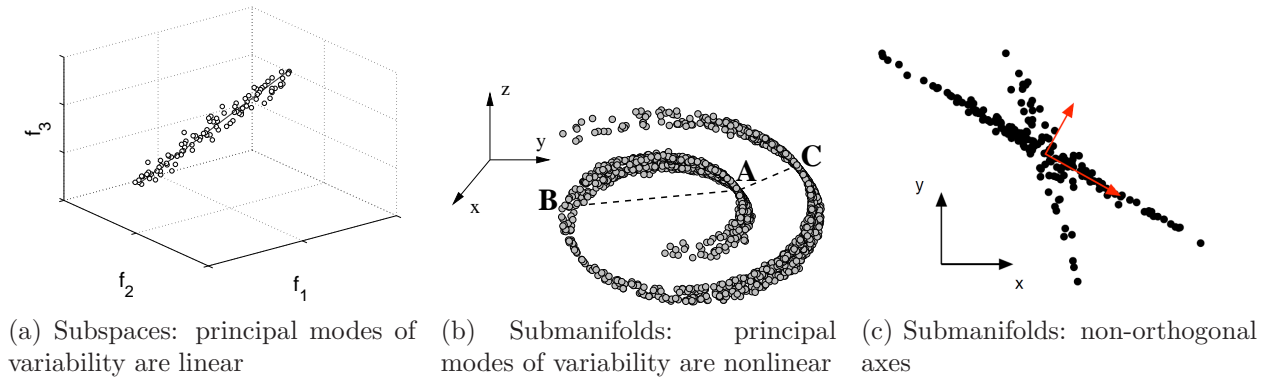 f₃
f₂
f₁
z
y
x
A
B
C
y
x
(a) Subspaces: principal modes of
variability are linear
(b) Submanifolds: principal
modes of variability are nonlinear
(c) Submanifolds: non-orthogonal
axes